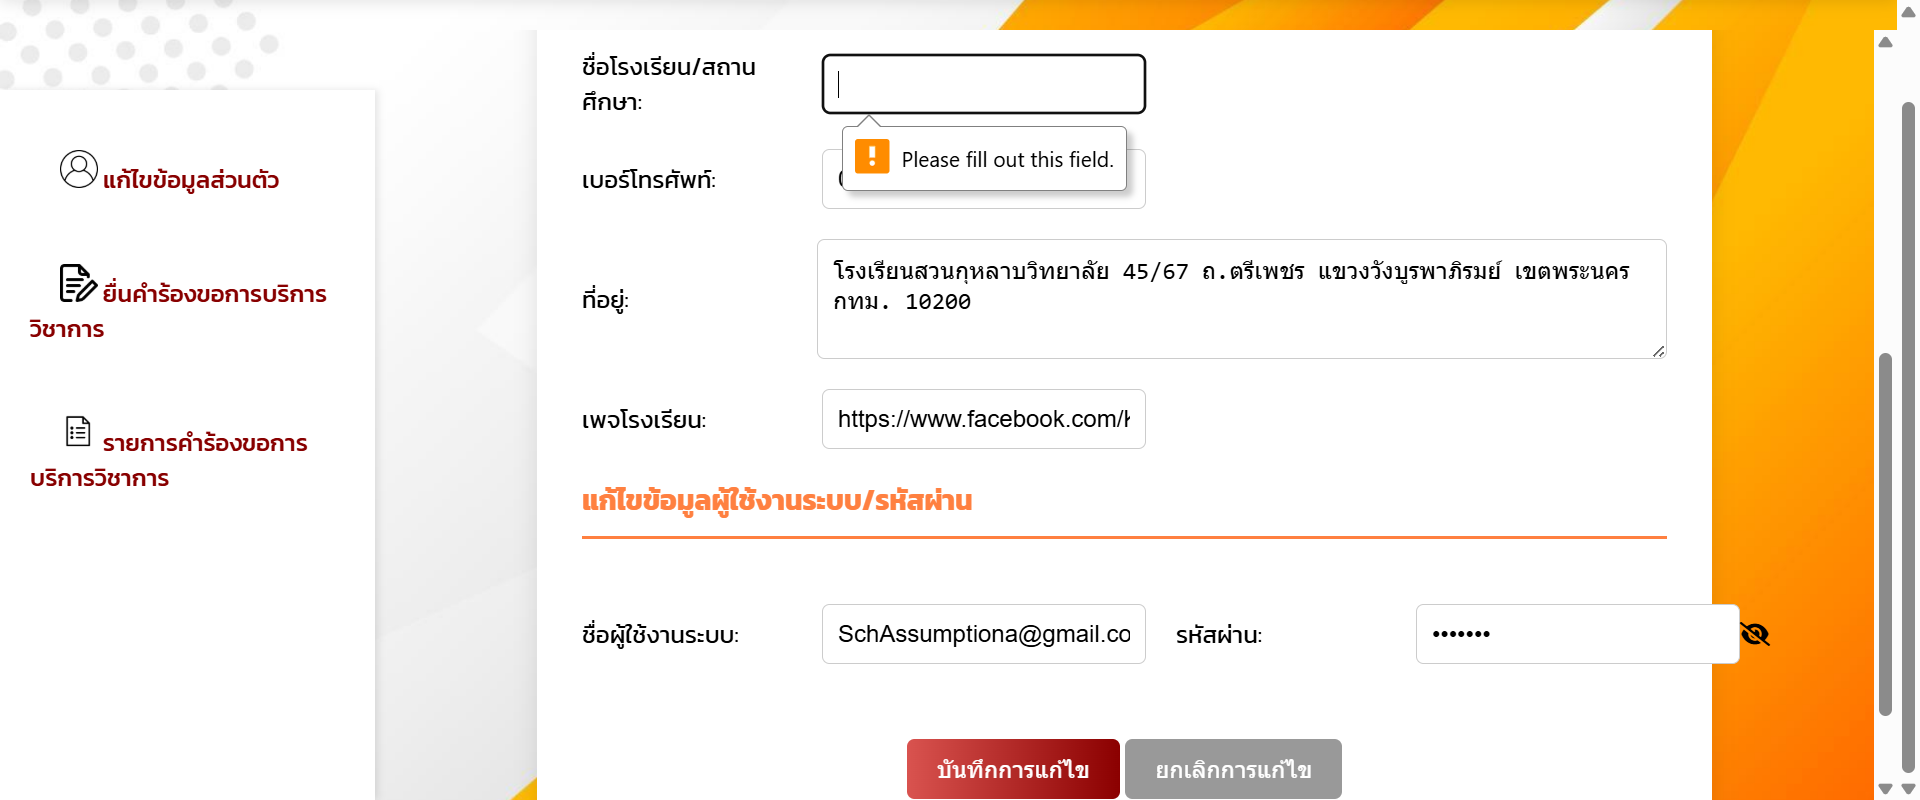 ชื่อโรงเรียน/สถาน
ศึกษา:
Please fill out this field.
เบอร์โทรศัพท์:
ที่อยู่:
โรงเรียนสวนกุหลาบวิทยาลัย 45/67 ถ.ตรีเพชร แขวงวังบูรพาภิรมย์ เขตพระนคร
กทม. 10200
เพจโรงเรียน:
https://www.facebook.com/
แก้ไขข้อมูลผู้ใช้งานระบบ/รหัสผ่าน
ชื่อผู้ใช้งานระบบ:
SchAssumptiona@gmail.co
รหัสผ่าน:
•••••••
บันทึกการแก้ไข
ยกเลิกการแก้ไข
แก้ไขข้อมูลส่วนตัว
ยื่นคำร้องขอการบริการ
วิชาการ
รายการคำร้องขอการ
บริการวิชาการ